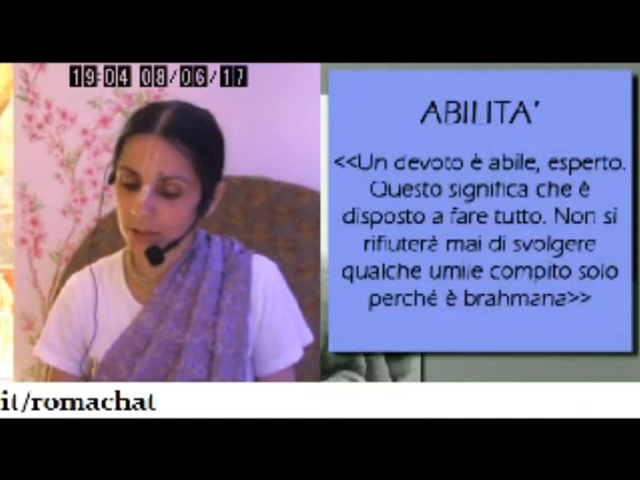 19:04 08/06/17
ABILITA’
<<Un devoto è abile, esperto.
Questo significa che è
disposto a fare tutto. Non si
rifiuterà mai di svolgere
qualche umile compito solo
perché è brahmana>>
it/romachat